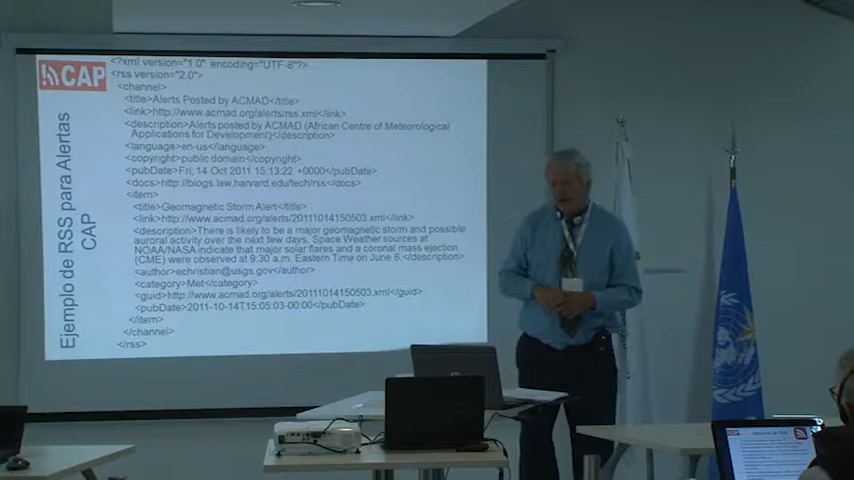 CAP
Ejemplo de RSS para Alertas
CAP
<?xml version="1.0" encoding="UTF-8"?>
<rss version="2.0">
<channel>
<title>Alerts Posted by ACMAD</title>
<link>http://www.acmad.org/alerts/rss.xml</link>
<description>Alerts posted by ACMAD (African Centre of Meteorological
Applications for Development)</description>
<language>en-us</language>
<copyright>public domain</copyright>
<pubDate>Fri, 14 Oct 2011 15:13:22 +0000</pubDate>
<docs>http://blogs.law.harvard.edu/tech/rss</docs>
<item>
<title>Geomagnetic Storm Alert</title>
<link>http://www.acmad.org/alerts/20111014150503.xml</link>
<description>There is likely to be a major geomagnetic storm and possible
auroral activity over the next few days. Space Weather sources at
NOAA/NASA indicate that major solar flares and a coronal mass ejection
(CME) were observed at 9:30 a.m. Eastern Time on June 6.</description>
<author>echristian@usgs.gov</author>
<category>Met</category>
<guid>http://www.acmad.org/alerts/20111014150503.xml</guid>
<pubDate>2011-10-14T15:05:03-00:00</pubDate>
</item>
</channel>
</rss>